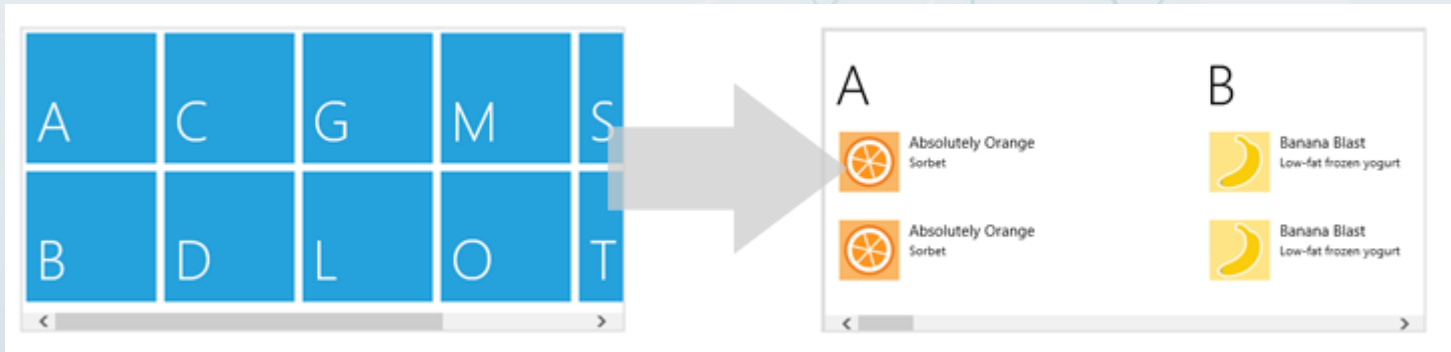 A C G M S
B D L O T
A
Absolutely Orange
Sorbet
Absolutely Orange
Sorbet
B
Banana Blast
Low-fat frozen yogurt
Banana Blast
Low-fat frozen yogurt